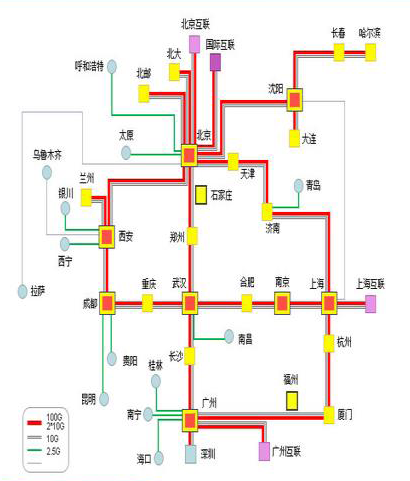 北京互联
国际互联
北大
长春
哈尔滨
呼和浩特
北邮
沈阳
太原
北京
大连
乌鲁木齐
天津
兰州
石家庄
青岛
银川
西安
郑州
济南
西宁
拉萨
成都
重庆
武汉
合肥
南京
上海
上海互联
贵阳
桂林
长沙
南昌
杭州
昆明
福州
南宁
广州
厦门
海口
深圳
广州互联
100G
2*10G
10G
2.5G